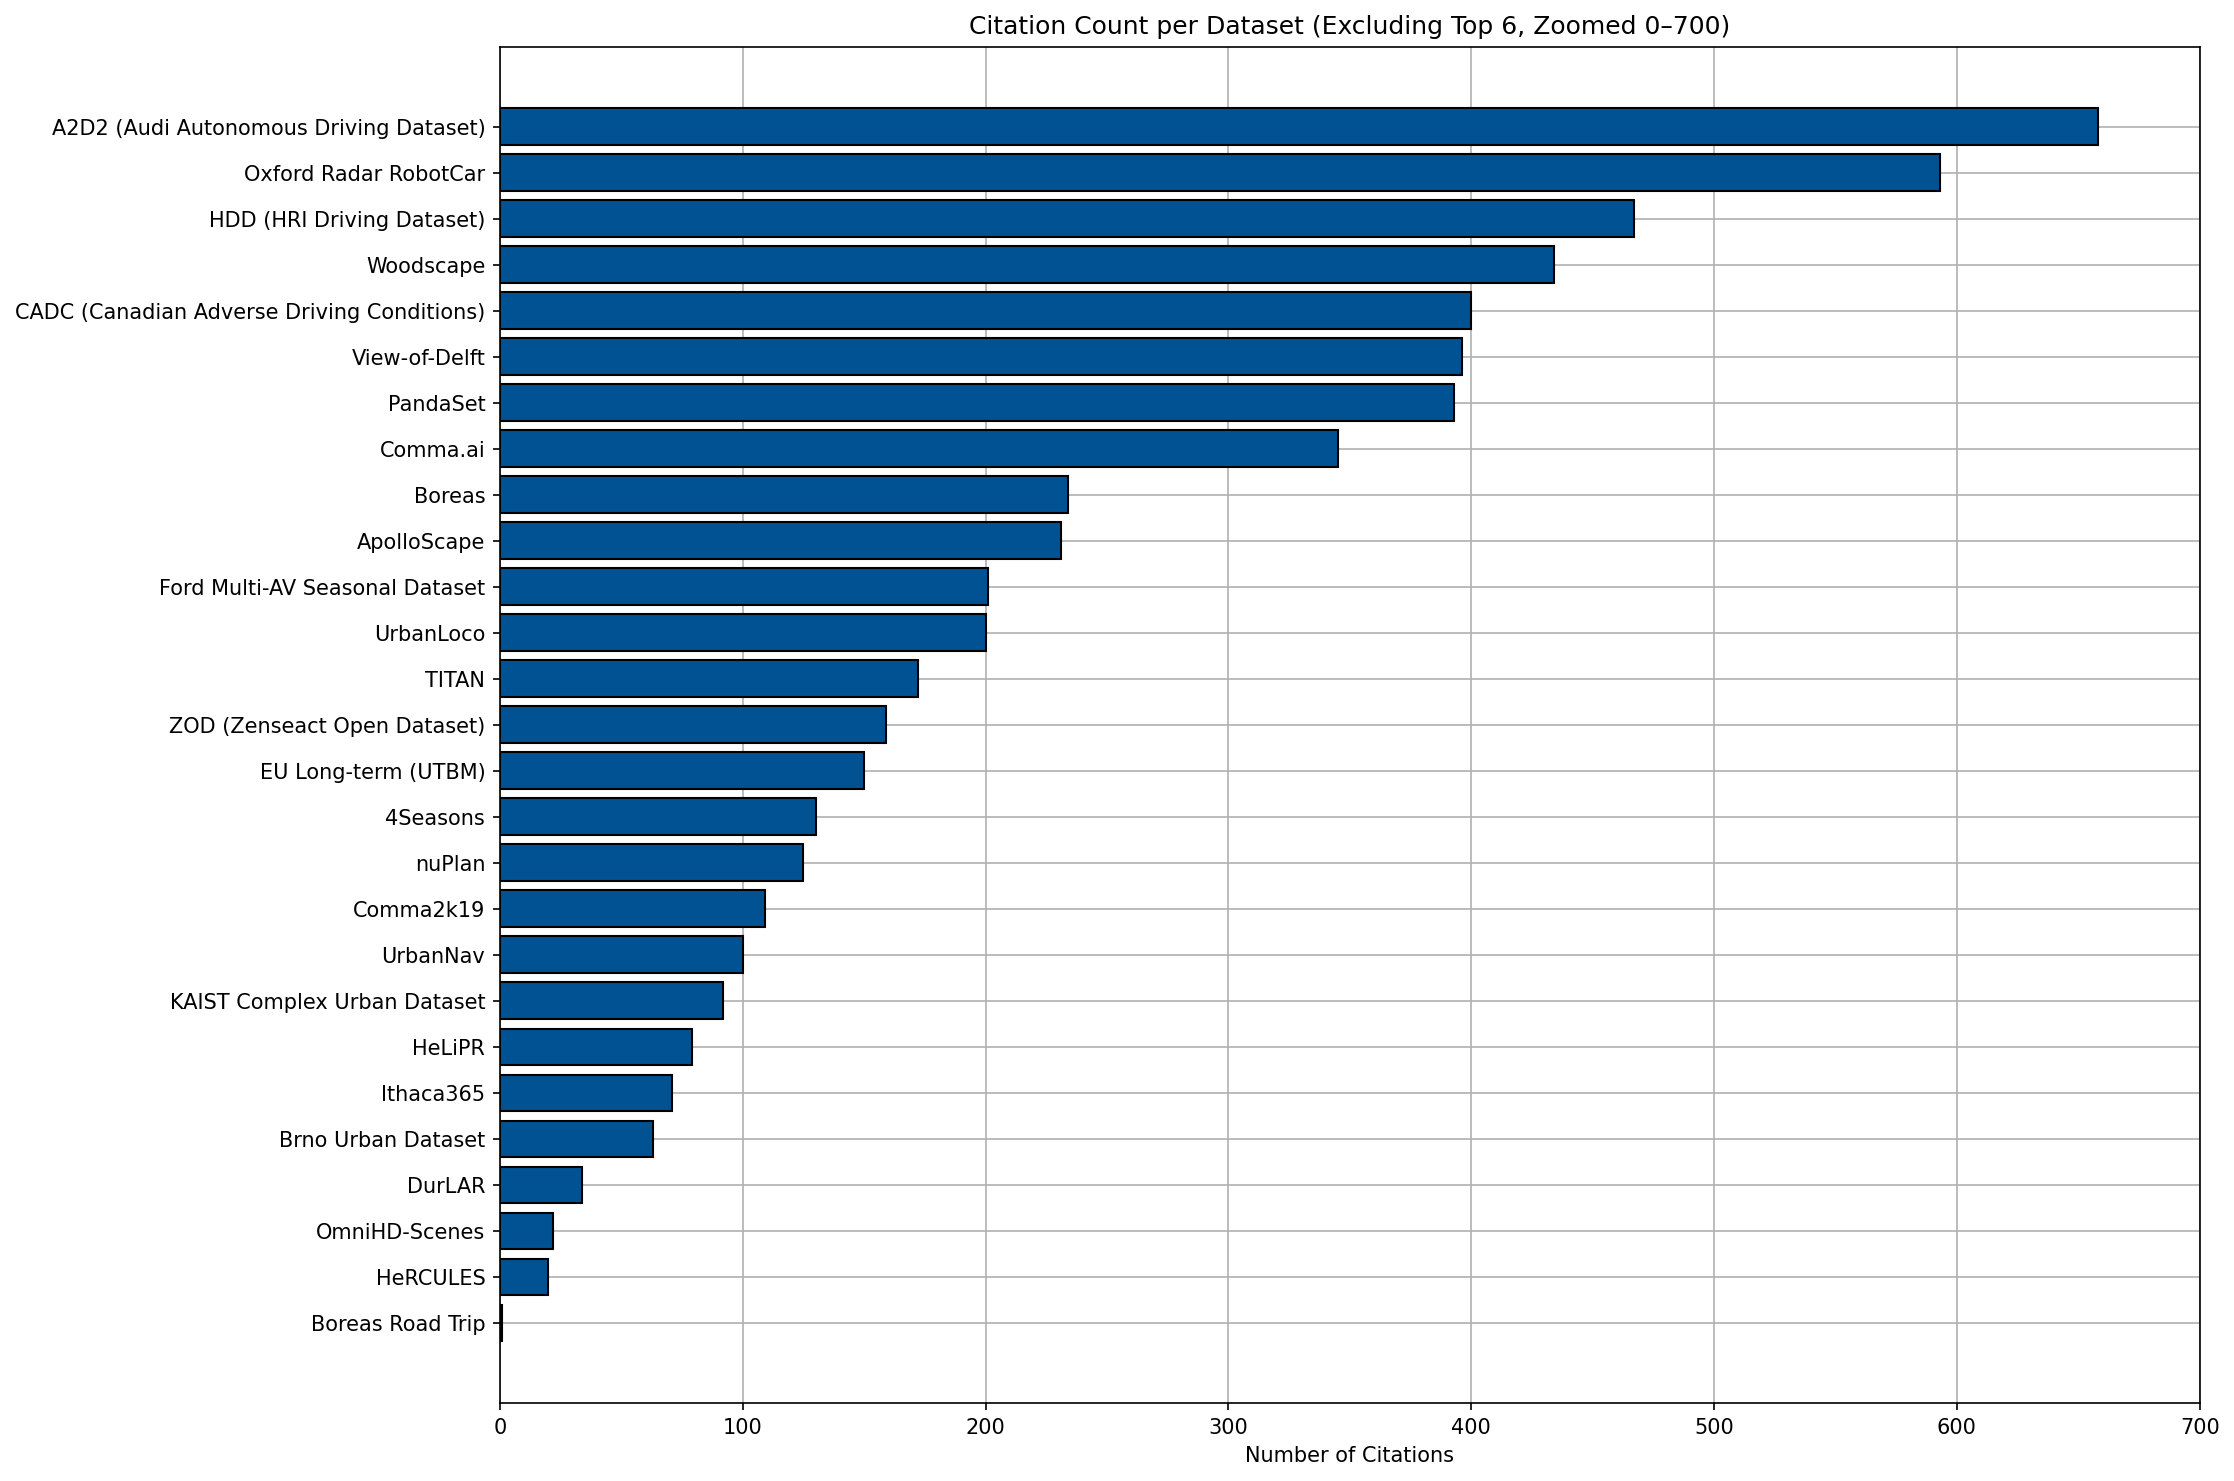 Citation Count per Dataset (Excluding Top 6, Zoomed 0–700)
A2D2 (Audi Autonomous Driving Dataset)
Oxford Radar RobotCar
HDD (HRI Driving Dataset)
Woodscape
CADC (Canadian Adverse Driving Conditions)
View-of-Delft
PandaSet
Comma.ai
Boreas
ApolloScape
Ford Multi-AV Seasonal Dataset
UrbanLoco
TITAN
ZOD (Zenseact Open Dataset)
EU Long-term (UTBM)
4Seasons
nuPlan
Comma2k19
UrbanNav
KAIST Complex Urban Dataset
HeLiPR
Ithaca365
Brno Urban Dataset
DurLAR
OmniHD-Scenes
HeRCULES
Boreas Road Trip
0 100 200 300 400 500 600 700
Number of Citations